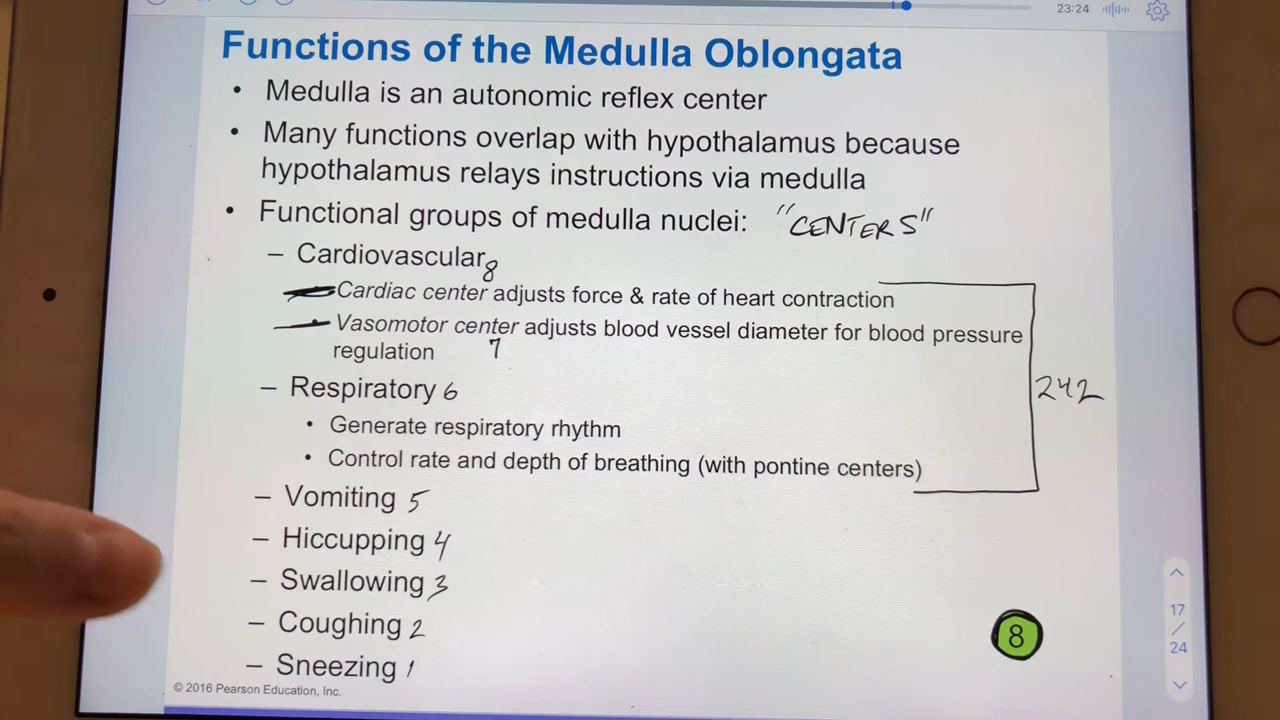 23:24
Functions of the Medulla Oblongata
• Medulla is an autonomic reflex center
• Many functions overlap with hypothalamus because
hypothalamus relays instructions via medulla
• Functional groups of medulla nuclei: "CENTERS"
– Cardiovascular 8
Cardiac center adjusts force & rate of heart contraction
Vasomotor center adjusts blood vessel diameter for blood pressure
regulation 7
– Respiratory 6
242
• Generate respiratory rhythm
• Control rate and depth of breathing (with pontine centers)
– Vomiting 5
– Hiccupping 4
– Swallowing 3
– Coughing 2
– Sneezing 1
8
17
/
24
© 2016 Pearson Education, Inc.